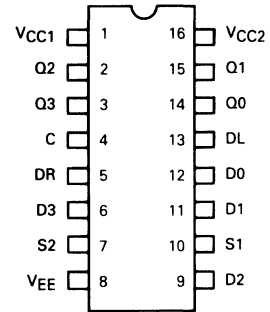 VCC1 1 16 VCC2
Q2 2 15 Q1
Q3 3 14 Q0
C 4 13 DL
DR 5 12 D0
D3 6 11 D1
S2 7 10 S1
VEE 8 9 D2